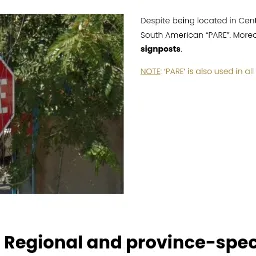 Despite being located in Cent
South American “PARE”. Moreo
signposts.
NOTE: ‘PARE’ is also used in all
Regional and province-spec